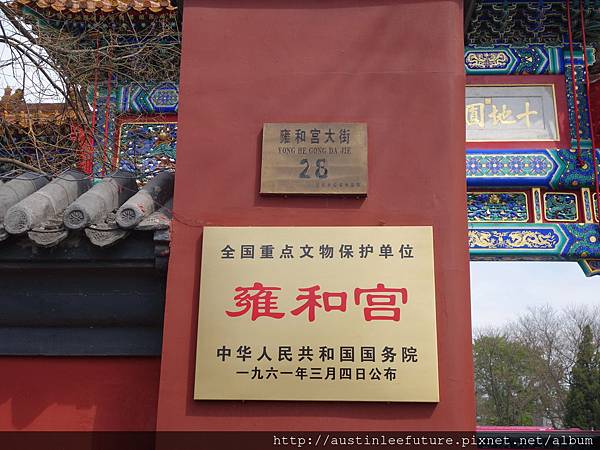 雍和宫大街
YONG HE GONG DA JIE
28
全国重点文物保护单位
雍和宫
中华人民共和国国务院
一九六一年三月四日公布
http://austinleefuture.pixnet.net/album